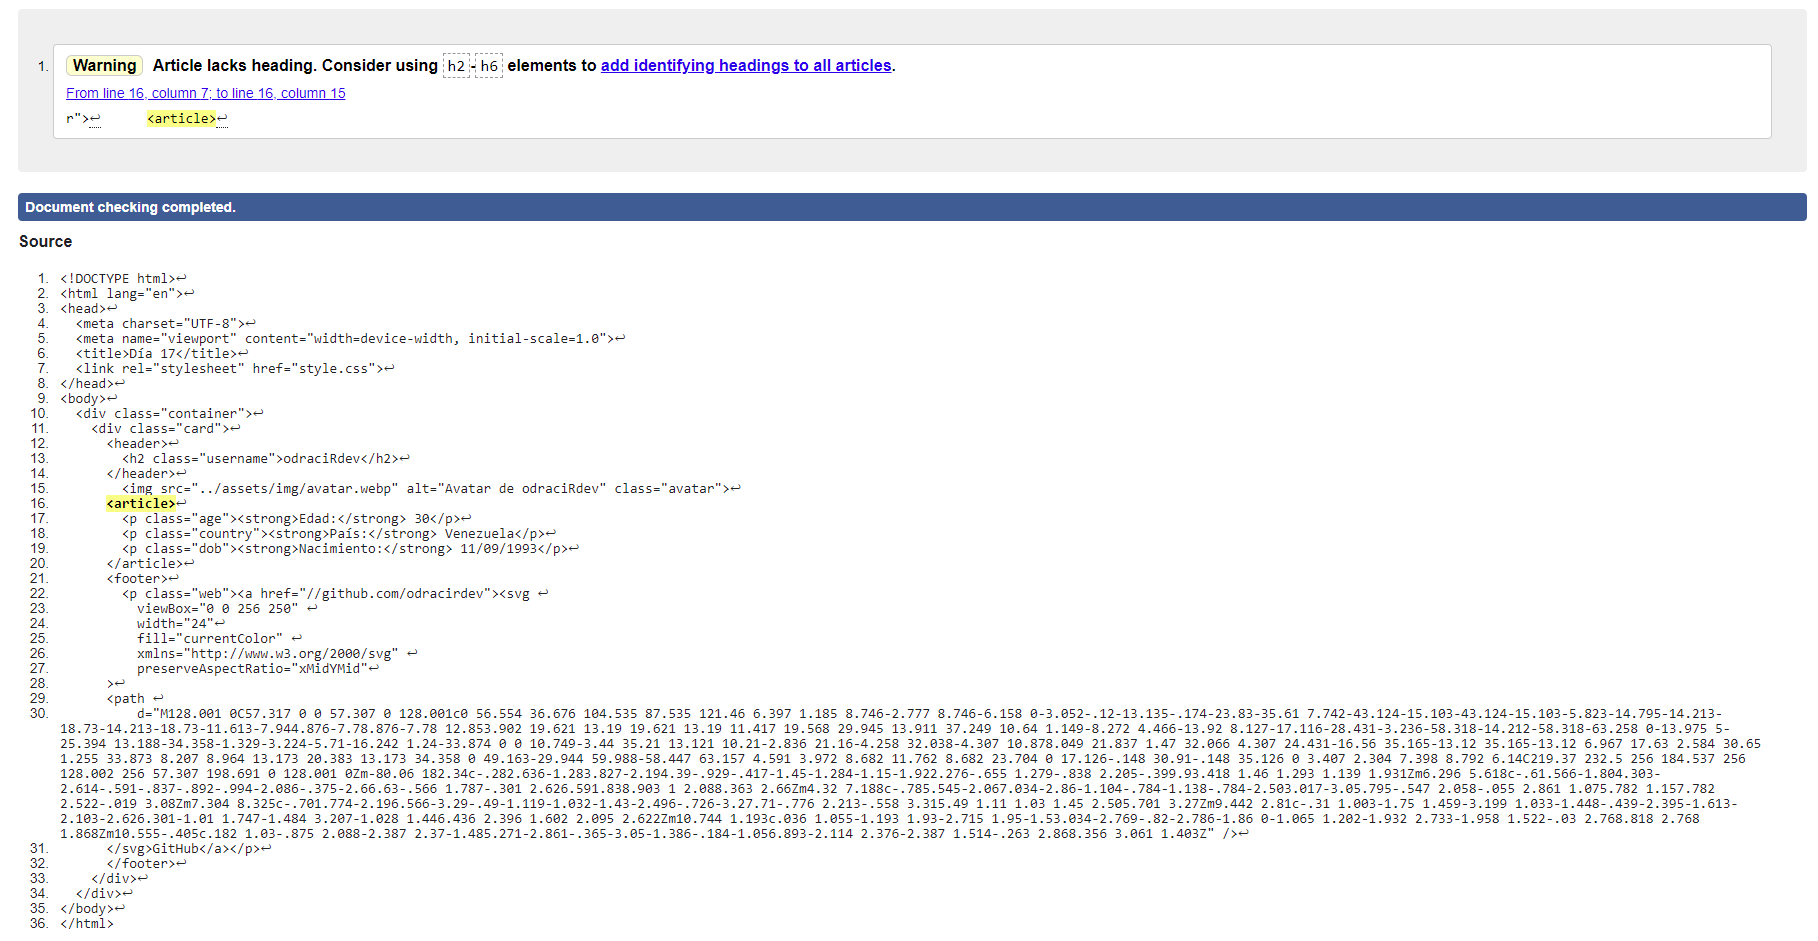 1. Warning Article lacks heading. Consider using h2-h6 elements to add identifying headings to all articles.
From line 16, column 7; to line 16, column 15
r">↩ <article>↩
Document checking completed.
Source
1. <!DOCTYPE html>↩
2. <html lang="en">↩
3. <head>↩
4. <meta charset="UTF-8">↩
5. <meta name="viewport" content="width=device-width, initial-scale=1.0">↩
6. <title>Día 17</title>↩
7. <link rel="stylesheet" href="style.css">↩
8. </head>↩
9. <body>↩
10. <div class="container">↩
11. <div class="card">↩
12. <header>↩
13. <h2 class="username">odraciRdev</h2>↩
14. </header>↩
15. <img src="../assets/img/avatar.webp" alt="Avatar de odraciRdev" class="avatar">↩
16. <article>↩
17. <p class="age"><strong>Edad:</strong> 30</p>↩
18. <p class="country"><strong>País:</strong> Venezuela</p>↩
19. <p class="dob"><strong>Nacimiento:</strong> 11/09/1993</p>↩
20. </article>↩
21. <footer>↩
22. <p class="web"><a href="//github.com/odracirdev"><svg ↩
23. viewBox="0 0 256 250" ↩
24. width="24"↩
25. fill="currentColor" ↩
26. xmlns="http://www.w3.org/2000/svg" ↩
27. preserveAspectRatio="xMidYMid"↩
28. >↩
29. <path ↩
30. d="M128.001 0C57.317 0 0 57.307 0 128.001c0 56.554 36.676 104.535 87.535 121.46 6.397 1.185 8.746-2.777 8.746-6.158 0-3.052-.12-13.135-.174-23.83-35.61 7.742-43.124-15.103-43.124-15.103-5.823-14.795-14.213-
18.73-14.213-18.73-11.613-7.944.876-7.78.876-7.78 12.853.902 19.621 13.19 19.621 13.19 11.417 19.568 29.945 13.911 37.249 10.64 1.149-8.272 4.466-13.92 8.127-17.116-28.431-3.236-58.318-14.212-58.318-63.258 0-13.975 5-
25.394 13.188-34.358-1.329-3.224-5.71-16.242 1.24-33.874 0 0 10.749-3.44 35.21 13.121 10.21-2.836 21.16-4.258 32.038-4.307 10.878.049 21.837 1.47 32.066 4.307 24.431-16.56 35.165-13.12 35.165-13.12 6.967 17.63 2.584 30.65
1.255 33.873 8.207 8.964 13.173 20.383 13.173 34.358 0 49.163-29.944 59.988-58.447 63.157 4.591 3.972 8.682 11.762 8.682 23.704 0 17.126-.148 30.91-.148 35.126 0 3.407 2.304 7.398 8.792 6.14C219.37 232.5 256 184.537 256
128.002 256 57.307 198.691 0 128.001 0Zm-80.06 182.34c-.282.636-1.283.827-2.194.39-.929-.417-1.45-1.284-1.15-1.922.276-.655 1.279-.838 2.205-.399.93.418 1.46 1.293 1.139 1.931Zm6.296 5.618c-.61.566-1.804.303-
2.614-.591-.837-.892-.994-2.086-.375-2.66.63-.566 1.787-.301 2.626.591.838.903 1 2.088.363 2.66Zm4.32 7.188c-.785.545-2.067.034-2.86-1.104-.784-1.138-.784-2.503.017-3.05.795-.547 2.058-.055 2.861 1.075.782 1.157.782
2.522-.019 3.08Zm7.304 8.325c-.701.774-2.196.566-3.29-.49-1.119-1.032-1.43-2.496-.726-3.27.71-.776 2.213-.558 3.315.49 1.11 1.03 1.45 2.505.701 3.27Zm9.442 2.81c-.31 1.003-1.75 1.459-3.199 1.033-1.448-.439-2.395-1.613-
2.103-2.626.301-1.01 1.747-1.484 3.207-1.028 1.446.436 2.396 1.602 2.095 2.622Zm10.744 1.193c.036 1.055-1.193 1.93-2.715 1.95-1.53.034-2.769-.82-2.786-1.86 0-1.065 1.202-1.932 2.733-1.958 1.522-.03 2.768.818 2.768
1.868Zm10.555-.405c.182 1.03-.875 2.088-2.387 2.37-1.485.271-2.861-.365-3.05-1.386-.184-1.056.893-2.114 2.376-2.387 1.514-.263 2.868.356 3.061 1.403Z" />↩
31. </svg>GitHub</a></p>↩
32. </footer>↩
33. </div>↩
34. </div>↩
35. </body>↩
36. </html>